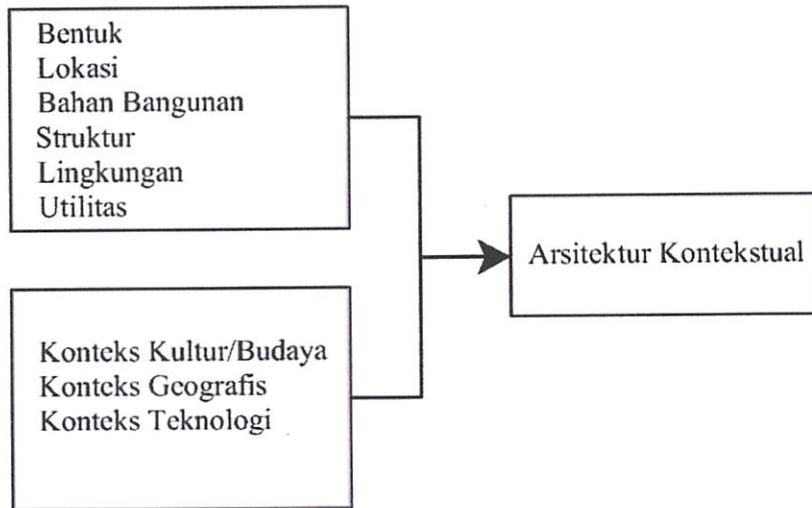 Bentuk
Lokasi
Bahan Bangunan
Struktur
Lingkungan
Utilitas
Arsitektur Kontekstual
Konteks Kultur/Budaya
Konteks Geografis
Konteks Teknologi